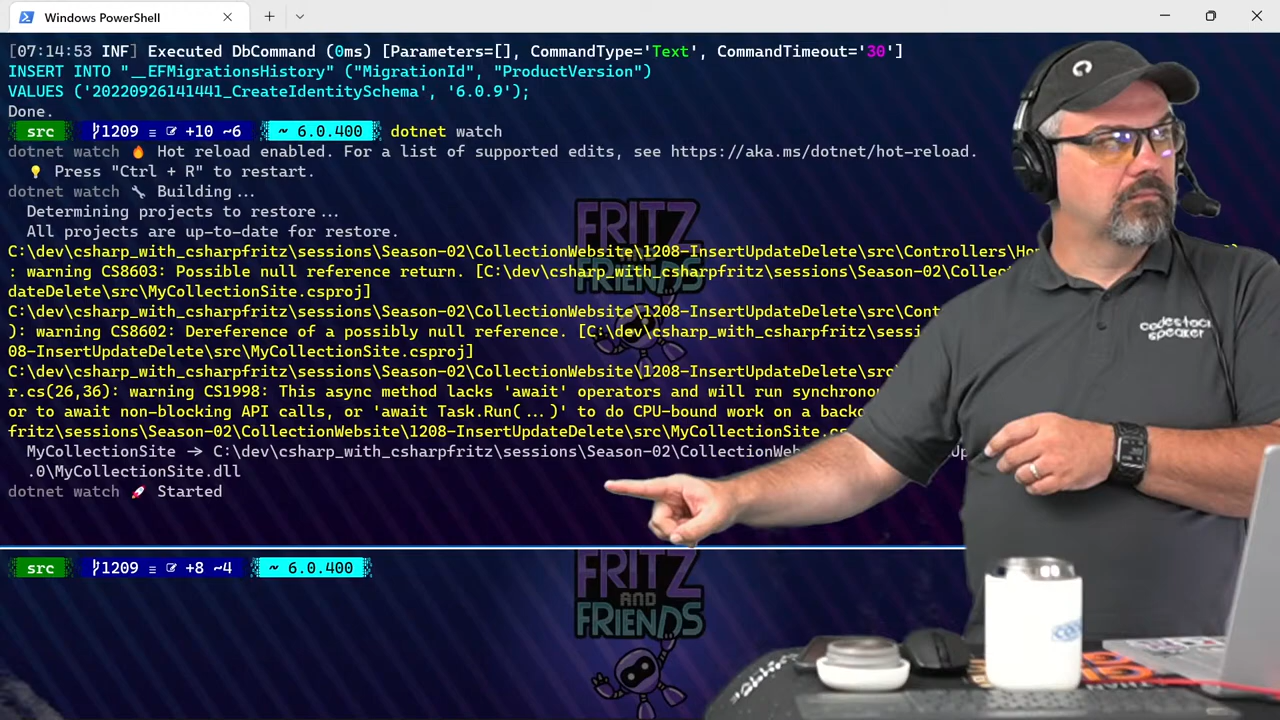 Windows PowerShell
[07:14:53 INF] Executed DbCommand (0ms) [Parameters=[], CommandType='Text', CommandTimeout='30']
INSERT INTO "__EFMigrationsHistory" ("MigrationId", "ProductVersion")
VALUES ('20220926141441_CreateIdentitySchema', '6.0.9');
Done.
src 1209 ≡ +10 ~6 ~ 6.0.400 dotnet watch
dotnet watch 🔥 Hot reload enabled. For a list of supported edits, see https://aka.ms/dotnet/hot-reload.
💡 Press "Ctrl + R" to restart.
dotnet watch 🔧 Building...
Determining projects to restore...
All projects are up-to-date for restore.
C:\dev\csharp_with_csharpfritz\sessions\Season-02\CollectionWebsite\1208-InsertUpdateDelete\src\Controllers\
: warning CS8603: Possible null reference return. [C:\dev\csharp_with_csharpfritz\sessions\Season-02\
dateDelete\src\MyCollectionSite.csproj]
C:\dev\csharp_with_csharpfritz\sessions\Season-02\CollectionWebsite\1208-InsertUpdateDelete\src\
): warning CS8602: Dereference of a possibly null reference. [C:\dev\csharp_with_csharpfritz\
08-InsertUpdateDelete\src\MyCollectionSite.csproj]
C:\dev\csharp_with_csharpfritz\sessions\Season-02\CollectionWebsite\1208-InsertUpdateDelete\src\
r.cs(26,36): warning CS1998: This async method lacks 'await' operators and will run
or to await non-blocking API calls, or 'await Task.Run(...)' to do CPU-bound work on a
fritz\sessions\Season-02\CollectionWebsite\1208-InsertUpdateDelete\src\MyCollectionSite.
MyCollectionSite → C:\dev\csharp_with_csharpfritz\sessions\Season-02\
.0\MyCollectionSite.dll
dotnet watch 🚀 Started
src 1209 ≡ +8 ~4 ~ 6.0.400
FRITZ
AND
FRIENDS
FRITZ
AND
FRIENDS
speaker